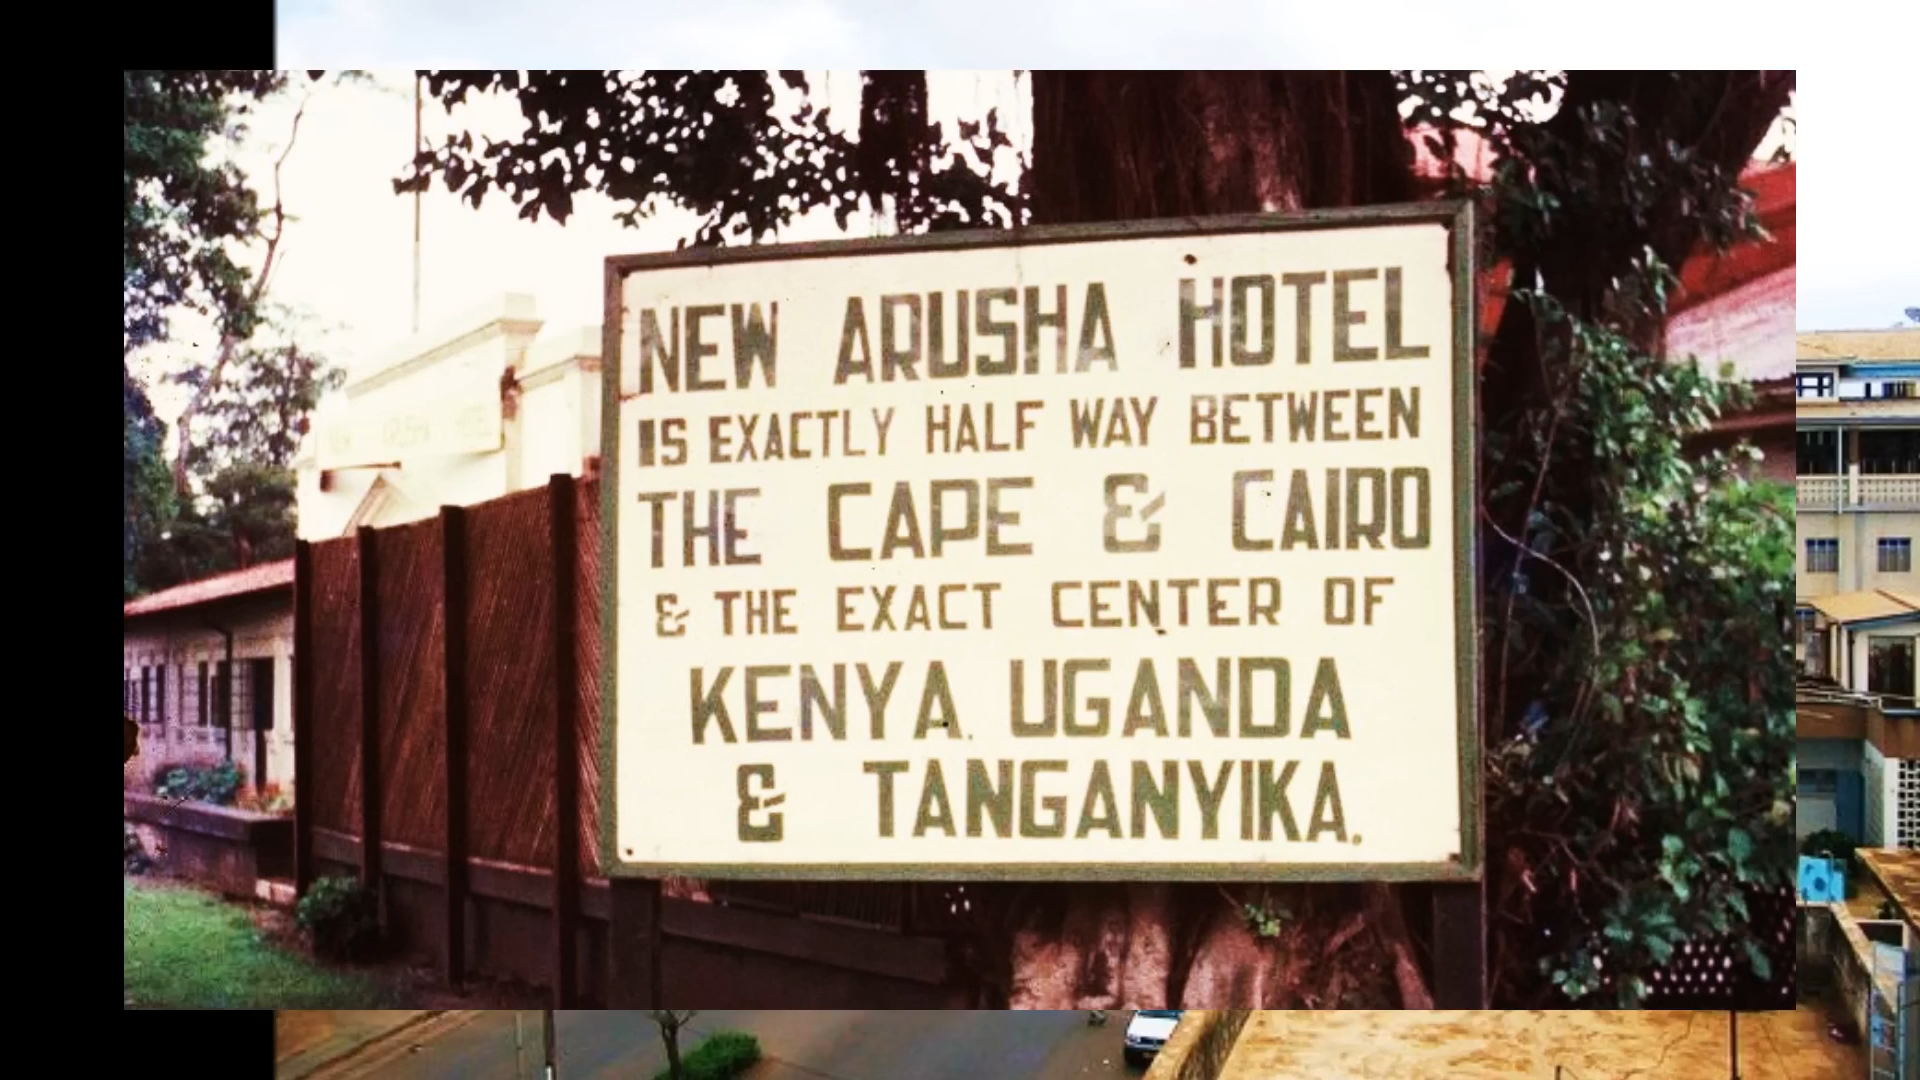 NEW ARUSHA HOTEL
IS EXACTLY HALF WAY BETWEEN
THE CAPE & CAIRO
& THE EXACT CENTER OF
KENYA. UGANDA
& TANGANYIKA.